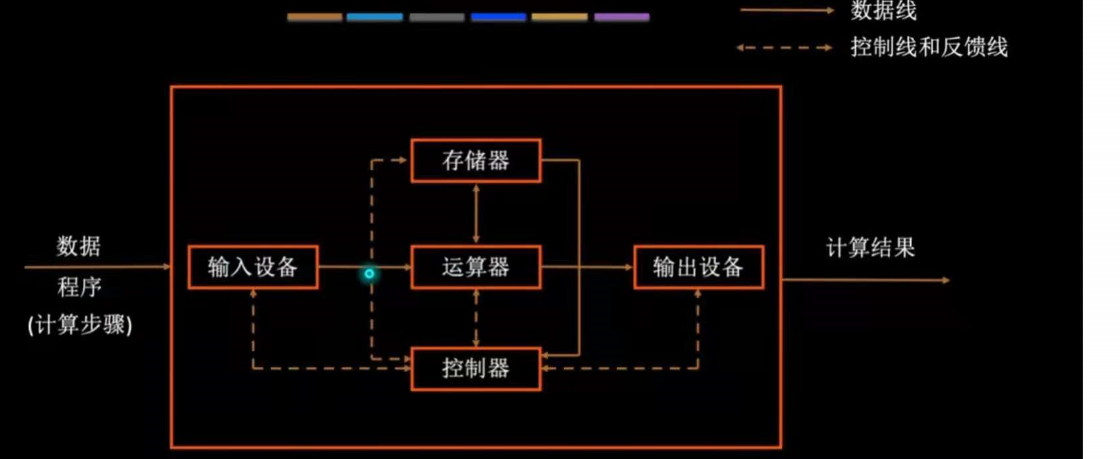 数据线
控制线和反馈线
存储器
数据
程序
(计算步骤)
输入设备
运算器
输出设备
计算结果
控制器